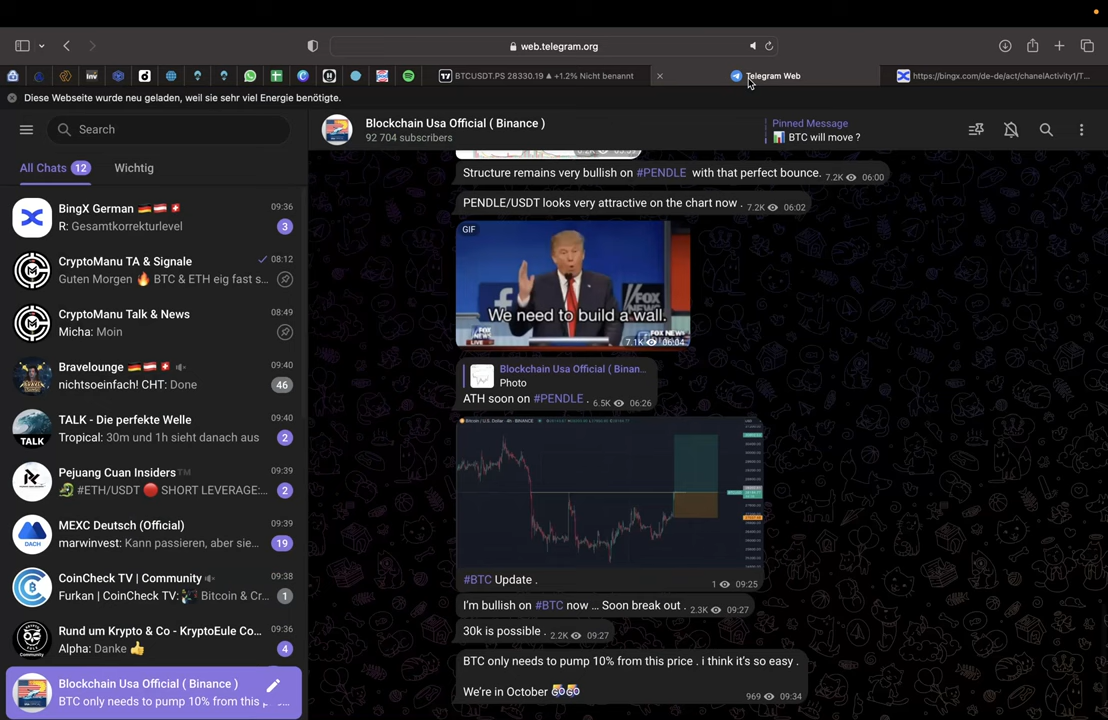 web.telegram.org
BTCUSDT.PS 28330.19 ▲ +1.2% Nicht benannt
Telegram Web
https://bingx.com/de-de/act/chanelActivity1/T...
Diese Webseite wurde neu geladen, weil sie sehr viel Energie benötigte.
Search
All Chats 12
Wichtig
BingX German 🇩🇪🇦🇹🇨🇭 09:36
R: Gesamtkorrekturlevel 3
CryptoManu TA & Signale 08:12
Guten Morgen 🔥 BTC & ETH eig fast s...
CryptoManu Talk & News 08:49
Micha: Moin
Bravelounge 🇩🇪🇦🇹🇨🇭 09:40
nichtsoeinfach! CHT: Done 46
TALK - Die perfekte Welle 09:40
Tropical: 30m und 1h sieht danach aus 2
Pejuang Cuan Insiders™ 09:39
#ETH/USDT 🔴 SHORT LEVERAGE:... 2
MEXC Deutsch (Official) 09:39
marwinvest: Kann passieren, aber sie... 19
CoinCheck TV | Community 09:38
Furkan | CoinCheck TV: Bitcoin & Cr... 1
Rund um Krypto & Co - KryptoEule Co... 09:36
Alpha: Danke 👍 4
Blockchain Usa Official ( Binance )
BTC only needs to pump 10% from this p...
Blockchain Usa Official ( Binance )
92 704 subscribers
Pinned Message
📊 BTC will move ?
Structure remains very bullish on #PENDLE with that perfect bounce. 7.2K 06:00
PENDLE/USDT looks very attractive on the chart now . 7.2K 06:02
GIF
FOX NEWS
We need to build a wall.
7.1K 06:04
Blockchain Usa Official ( Binan...
Photo
ATH soon on #PENDLE . 6.5K 06:26
#BTC Update . 1 09:25
I'm bullish on #BTC now ... Soon break out . 2.3K 09:27
30k is possible . 2.2K 09:27
BTC only needs to pump 10% from this price . i think it's so easy .
We're in October
969 09:34